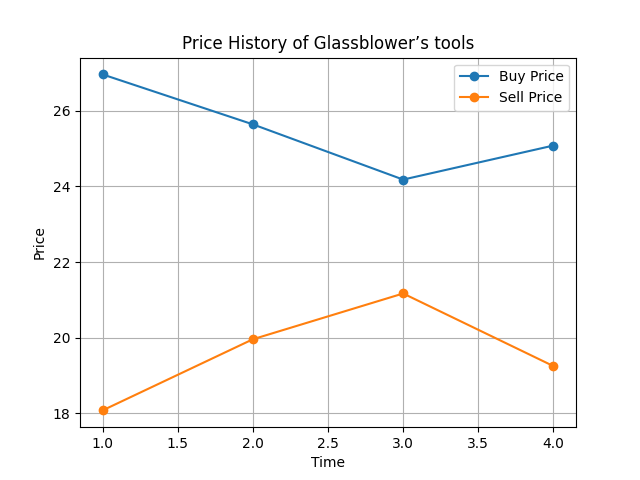 Price History of Glassblower’s tools
Buy Price
Sell Price
Price
26
24
22
20
18
1.0 1.5 2.0 2.5 3.0 3.5 4.0
Time